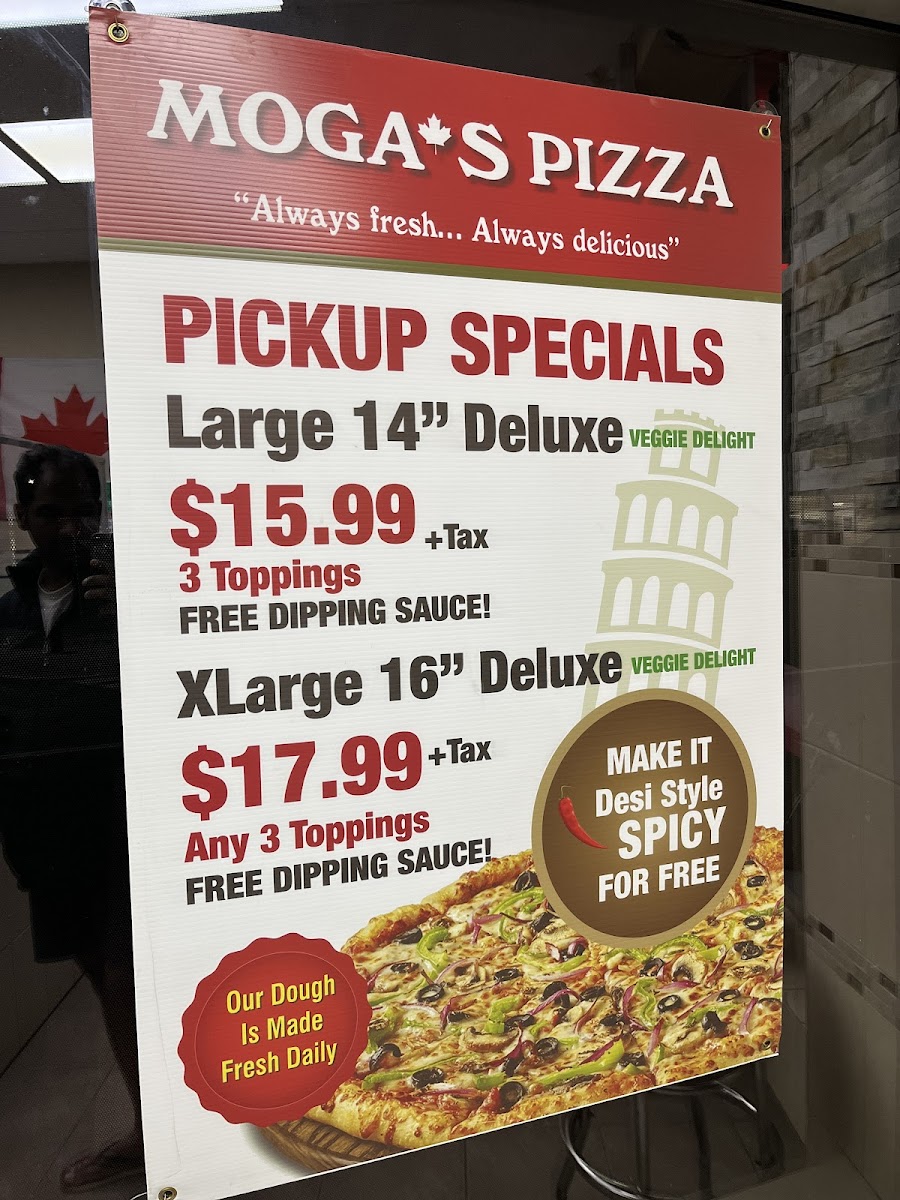 MOGA'S PIZZA
“Always fresh... Always delicious”
PICKUP SPECIALS
Large 14” Deluxe VEGGIE DELIGHT
$15.99 +Tax
3 Toppings
FREE DIPPING SAUCE!
XLarge 16” Deluxe VEGGIE DELIGHT
$17.99 +Tax
Any 3 Toppings
FREE DIPPING SAUCE!
MAKE IT
Desi Style
SPICY
FOR FREE
Our Dough
Is Made
Fresh Daily